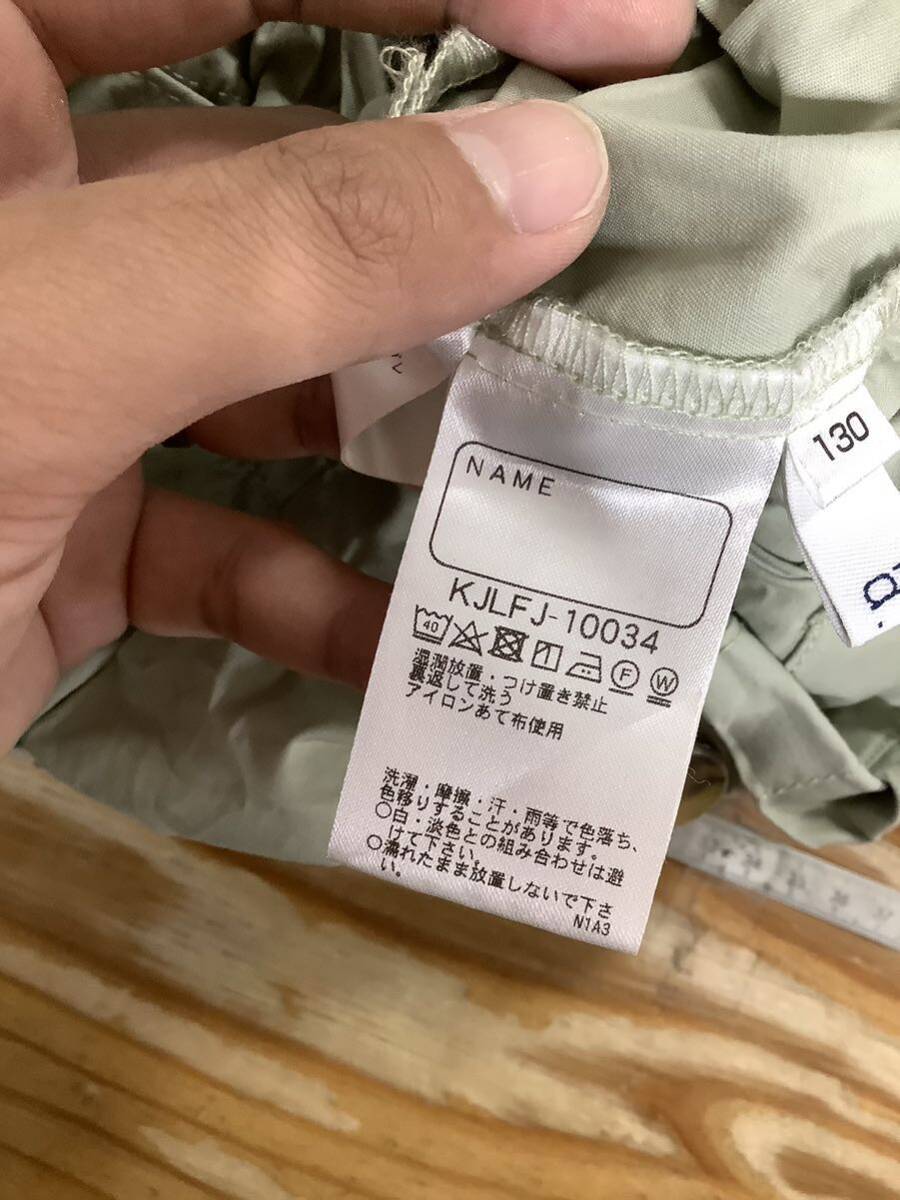 NAME
KJLFJ-10034
40
F
W
湿潤放置・つけ置き禁止
裏返して洗う
アイロンあて布使用
洗濯・摩擦・汗・雨等で色落ち、
色移りすることがあります。
○白・淡色との組み合わせは避
けて下さい。
○濡れたまま放置しないで下さ
い。
N1A3
130